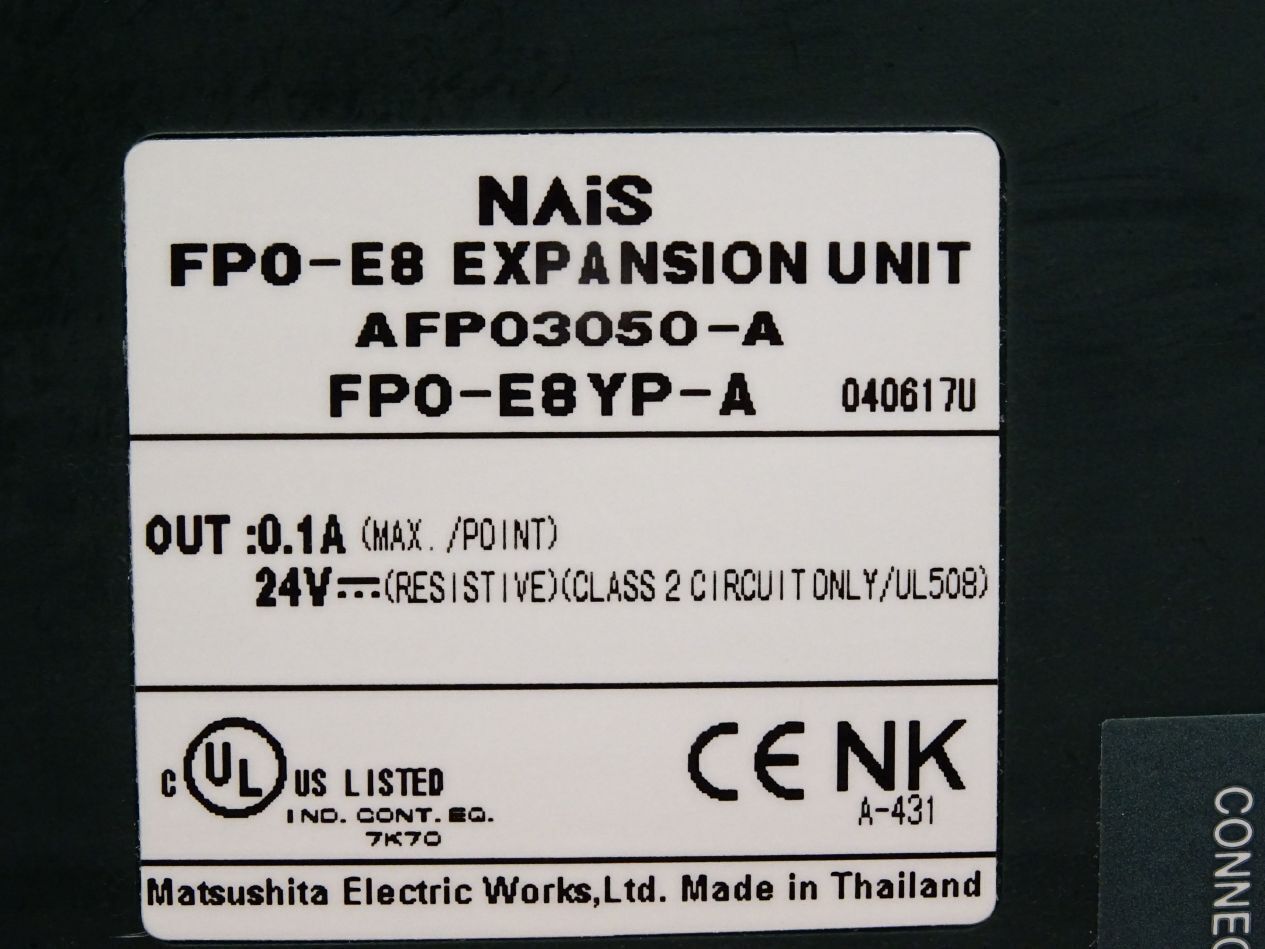 NAiS
FP0-E8 EXPANSION UNIT
AFP03050-A
FP0-E8YP-A 040617U
OUT :0.1A (MAX. /POINT)
24V⎓(RESISTIVE)(CLASS 2 CIRCUIT ONLY/UL508)
C UL US LISTED
IND. CONT. EQ.
7K70
CE NK
A-431
Matsushita Electric Works,Ltd. Made in Thailand
CONNEC